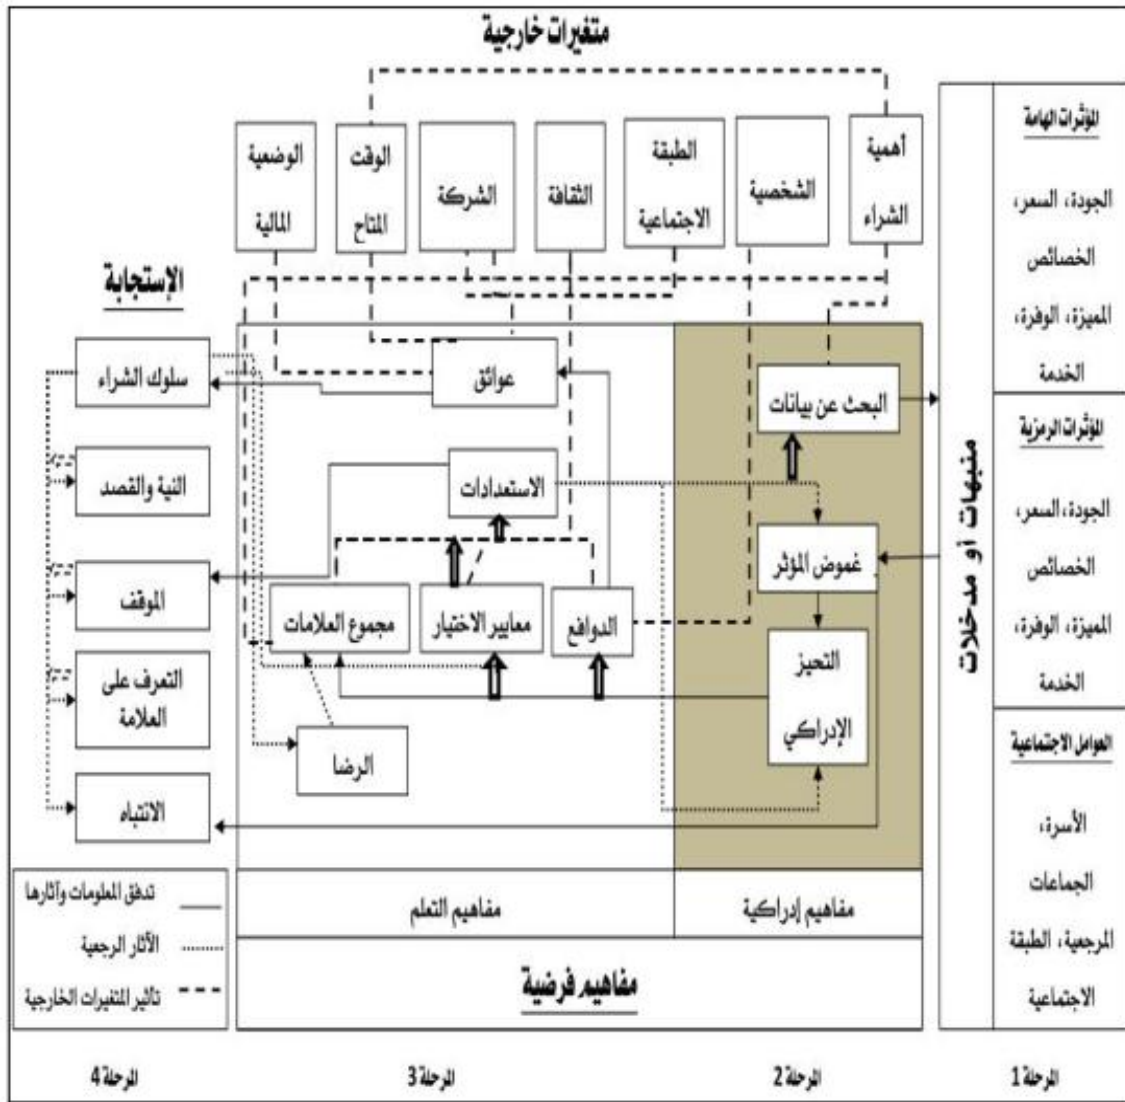 متغيرات خارجية
أهمية
الشراء
الشخصية
الطبقة
الاجتماعية
الثقافة
الشركة
الوقت
المتاح
الوضعية
المالية
المؤثرات الهامة
الجودة، السعر،
الخصائص
المميزة، الوفرة،
الخدمة
المؤثرات الرمزية
الجودة، السعر،
الخصائص
المميزة، الوفرة،
الخدمة
العوامل الاجتماعية
الأسرة،
الجماعات
المرجعية، الطبقة
الاجتماعية
منبهات أو مدخلات
البحث عن بيانات
غموض المؤثر
التحيز
الإدراكي
عوائق
الاستعدادات
الدوافع
معايير الاختيار
مجموع العلامات
الرضا
الإستجابة
سلوك الشراء
النية والقصد
الموقف
التعرف على
العلامة
الانتباه
مفاهيم إدراكية
مفاهيم التعلم
مفاهيم فرضية
تدفق المعلومات وآثارها
الآثار الرجعية
تأثير المتغيرات الخارجية
المرحلة 1
المرحلة 2
المرحلة 3
المرحلة 4